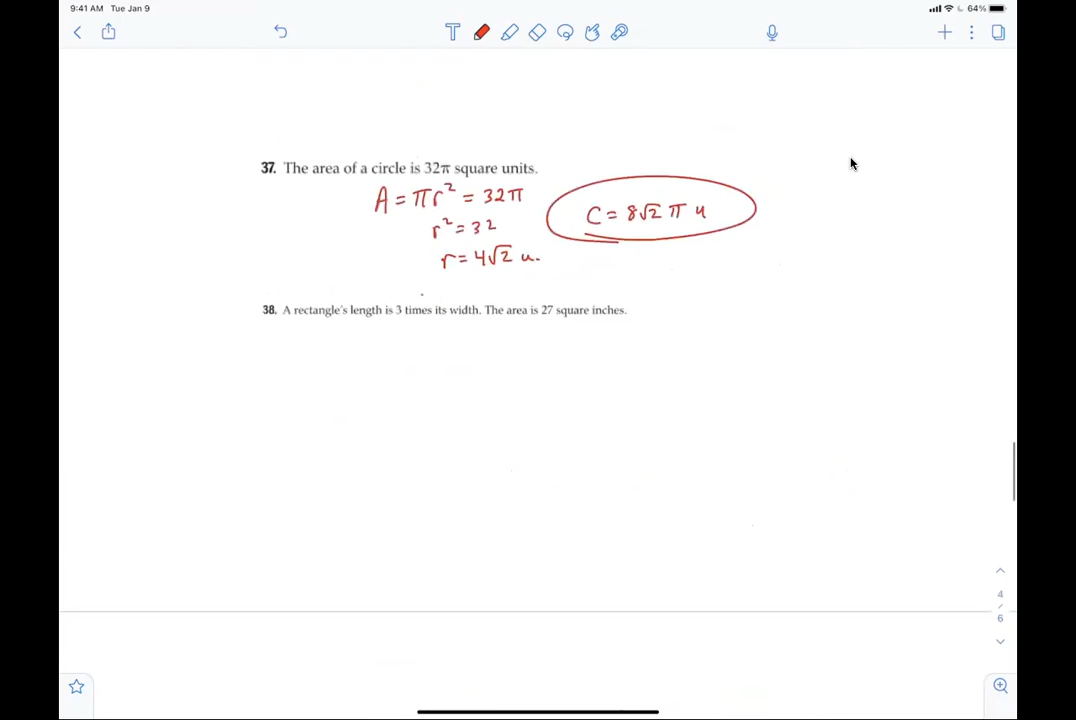 9:41 AM Tue Jan 9
64%
T
37. The area of a circle is 32π square units.
A = πr² = 32π
r² = 32
r = 4√2 u.
C = 8√2 π u
38. A rectangle's length is 3 times its width. The area is 27 square inches.
4
/
6